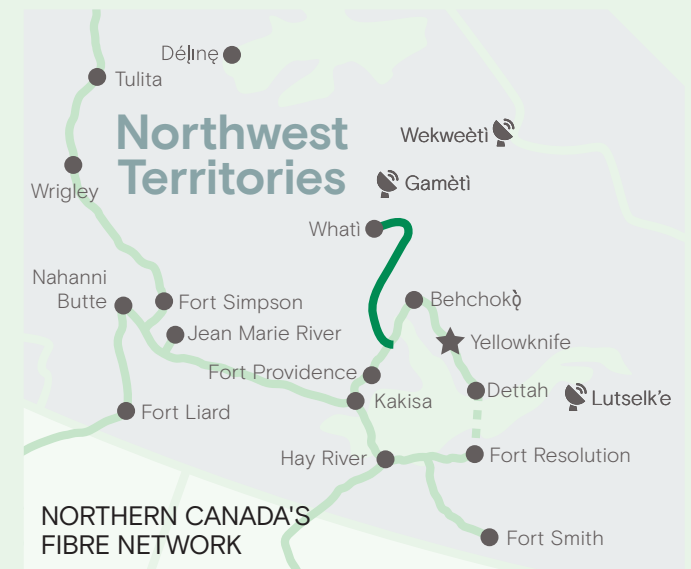 Délı̨nę
Tulita
Northwest
Territories
Wekweètì
Gamètì
Wrigley
Whatì
Nahanni
Butte
Fort Simpson
Behchokǫ̀
Jean Marie River
Yellowknife
Fort Providence
Kakisa
Dettah
Lutselk'e
Fort Liard
Hay River
Fort Resolution
NORTHERN CANADA'S
FIBRE NETWORK
Fort Smith